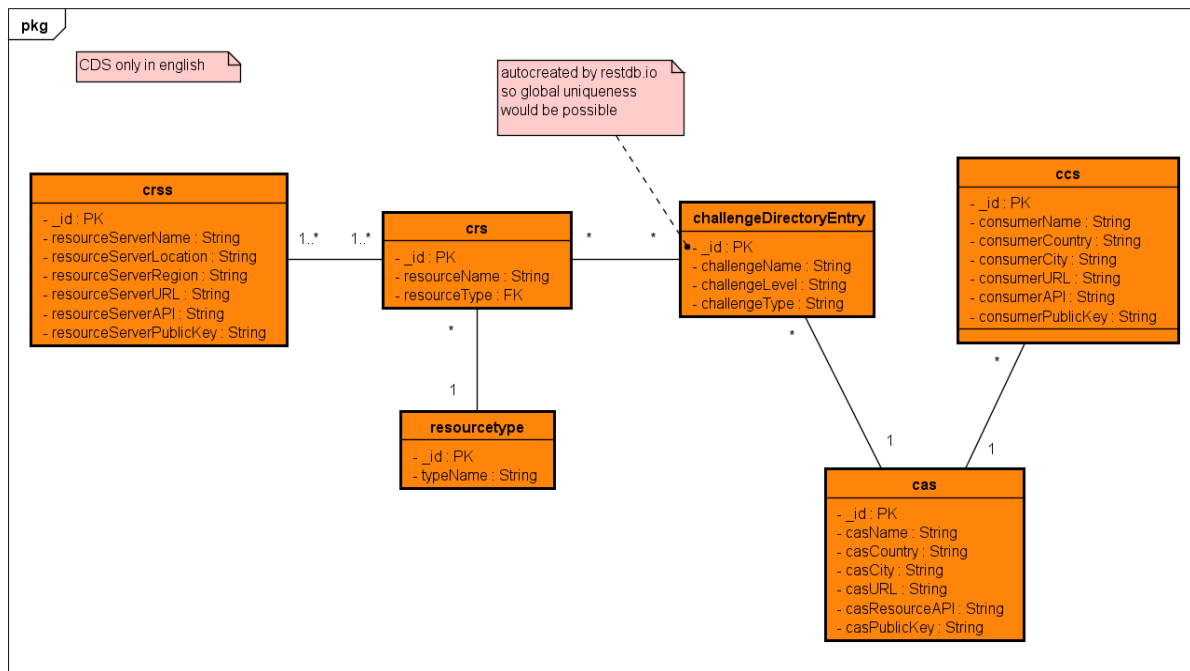 pkg
CDS only in english
autocreated by restdb.io
so global uniqueness
would be possible
crss
- _id : PK
- resourceServerName : String
- resourceServerLocation : String
- resourceServerRegion : String
- resourceServerURL : String
- resourceServerAPI : String
- resourceServerPublicKey : String
1..*
1..*
crs
- _id : PK
- resourceName : String
- resourceType : FK
*
*
challengeDirectoryEntry
- _id : PK
- challengeName : String
- challengeLevel : String
- challengeType : String
ccs
- _id : PK
- consumerName : String
- consumerCountry : String
- consumerCity : String
- consumerURL : String
- consumerAPI : String
- consumerPublicKey : String
*
1
resourcetype
- _id : PK
- typeName : String
*
1
*
1
cas
- _id : PK
- casName : String
- casCountry : String
- casCity : String
- casURL : String
- casResourceAPI : String
- casPublicKey : String